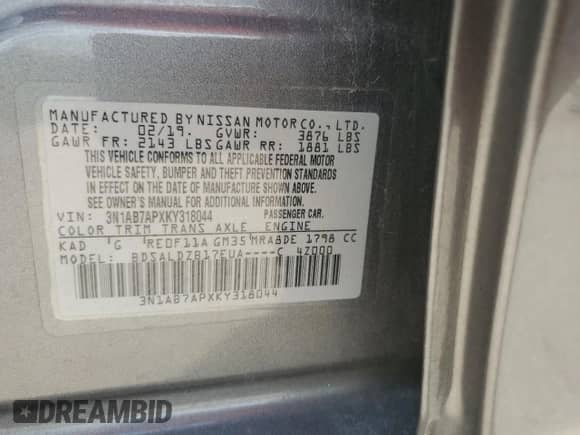 MANUFACTURED BY NISSAN MOTOR CO., LTD.
DATE: 02/19. GVWR: 3876 LBS
GAWR FR: 2143 LBS GAWR RR: 1881 LBS
THIS VEHICLE CONFORMS TO ALL APPLICABLE FEDERAL MOTOR
VEHICLE SAFETY, BUMPER AND THEFT PREVENTION STANDARDS
IN EFFECT ON THE DATE OF MANUFACTURE SHOWN ABOVE.
SEE OWNER'S MANUAL FOR ADDITIONAL INFORMATION.
VIN: 3N1AB7APXKY318044 PASSENGER CAR.
COLOR TRIM TRANS AXLE ENGINE
KAD G RE0F11A GM35 MRA8DE 1798 CC
MODEL: BDSALDZB17EUA----C 4Z000
3N1AB7APXKY318044
DREAMBID